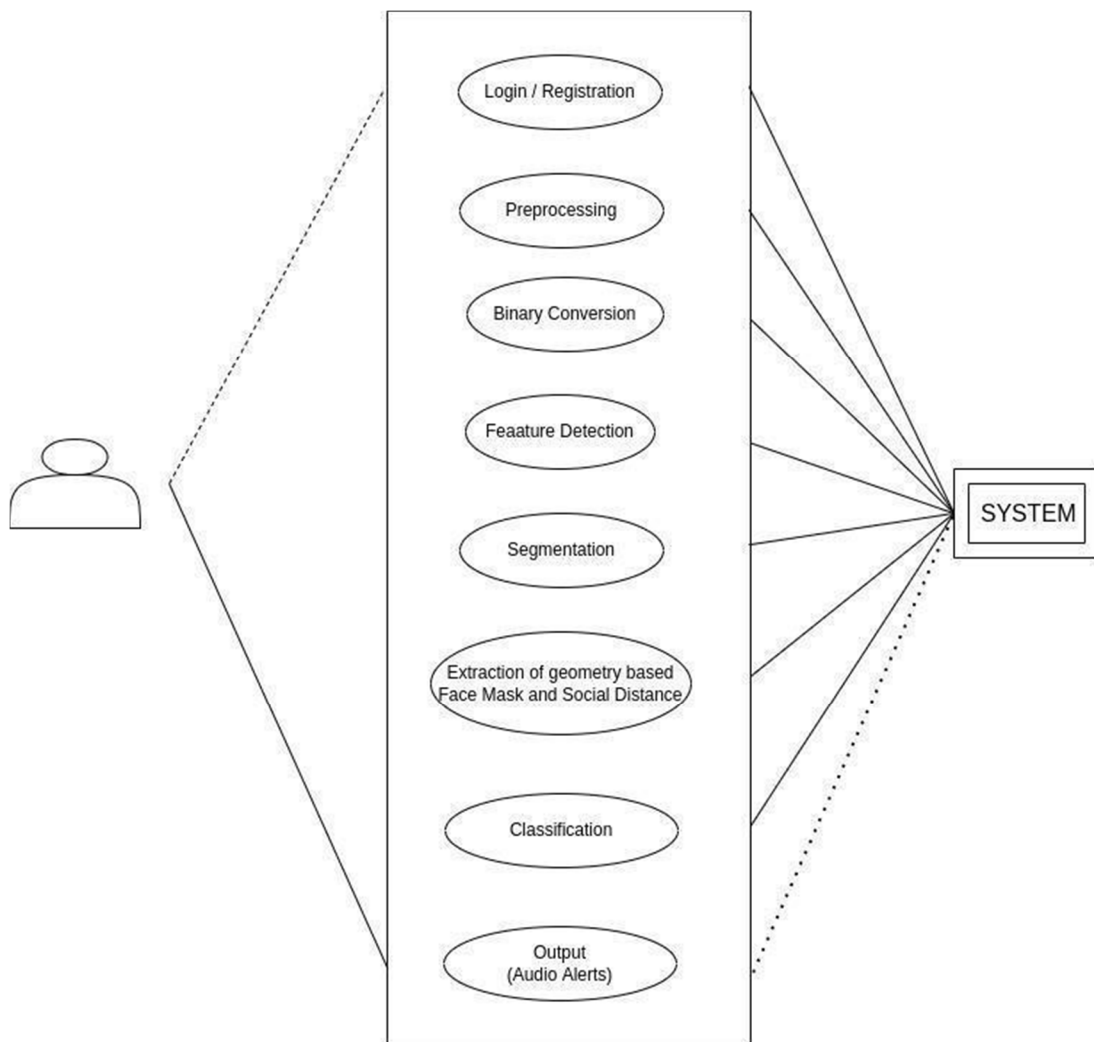 Login / Registration
Preprocessing
Binary Conversion
Feaature Detection
Segmentation
SYSTEM
Extraction of geometry based
Face Mask and Social Distance
Classification
Output
(Audio Alerts)